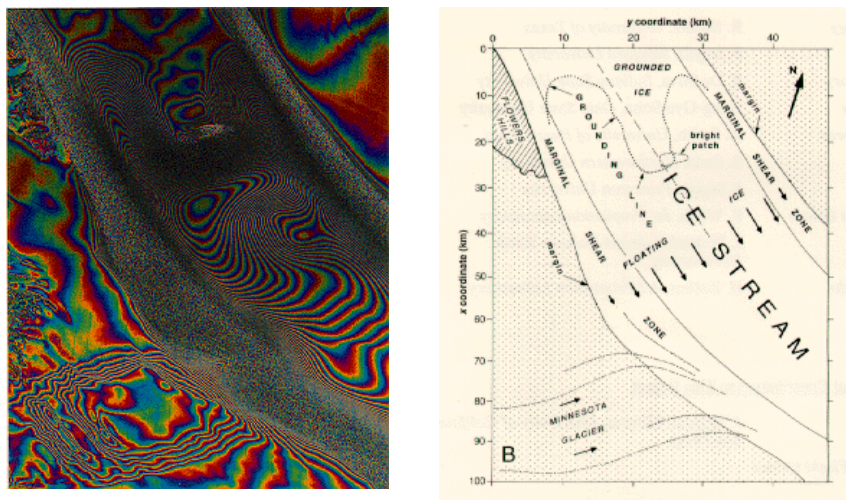 y coordinate (km)
0 10 20 30 40
x coordinate (km)
0
10
20
30
40
50
60
70
80
90
100
GROUNDED
ICE
N
margin
FLOWERS
HILLS
GROUNDING
LINE
MARGINAL
SHEAR
ZONE
bright
patch
MARGINAL
SHEAR
ZONE
ICE
FLOATING
ICE STREAM
margin
MINNESOTA
GLACIER
B